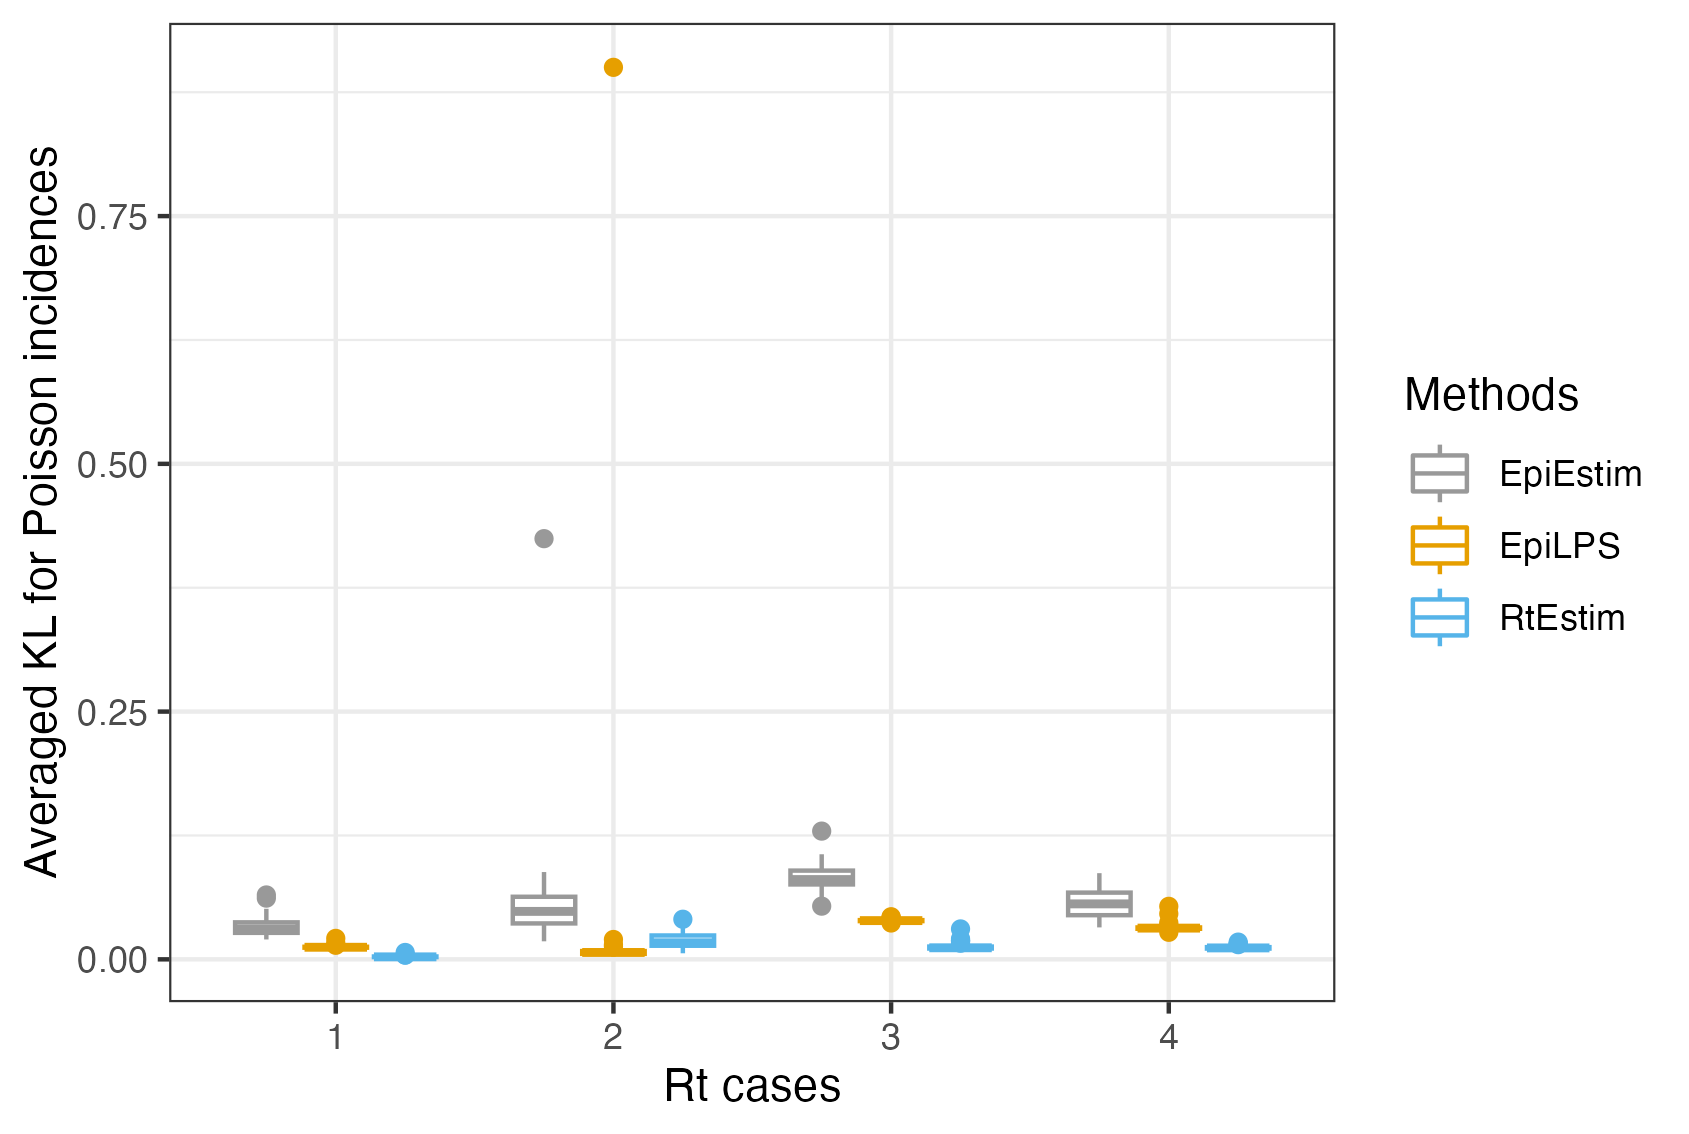 Averaged KL for Poisson incidences
0.75
0.50
0.25
0.00
1
2
3
4
Rt cases
Methods
EpiEstim
EpiLPS
RtEstim